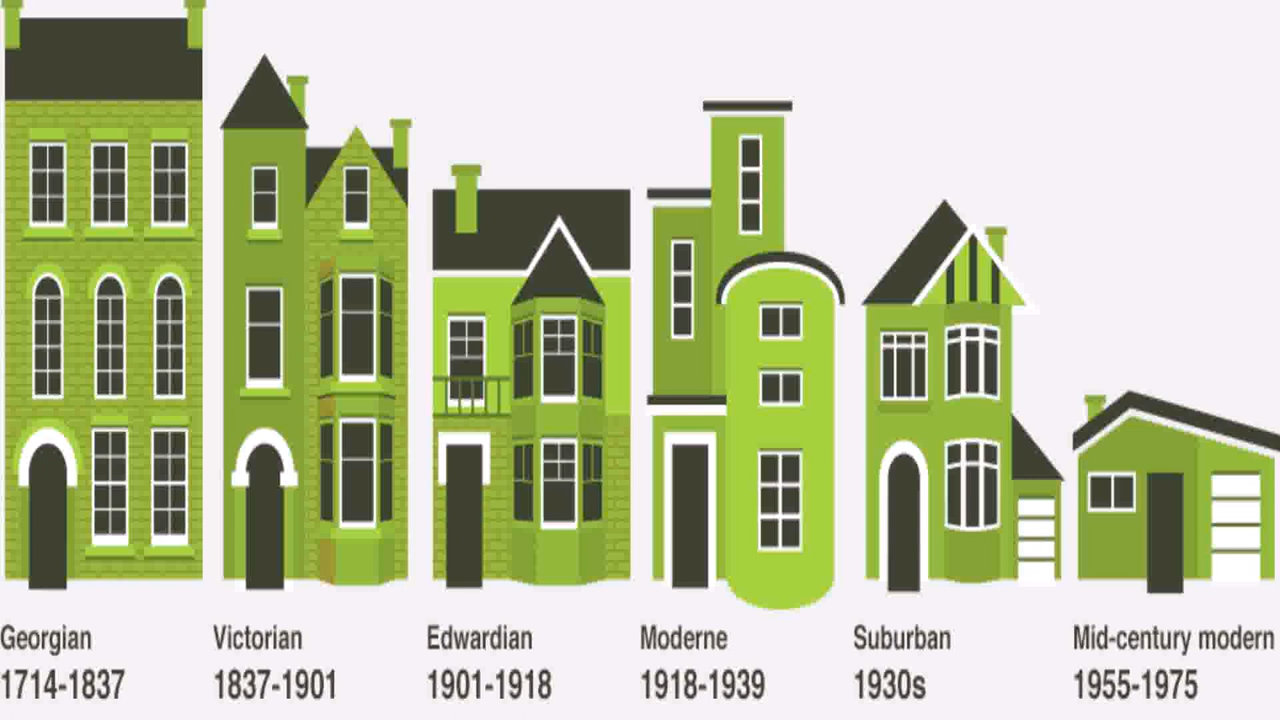 Georgian
1714-1837
Victorian
1837-1901
Edwardian
1901-1918
Moderne
1918-1939
Suburban
1930s
Mid-century modern
1955-1975